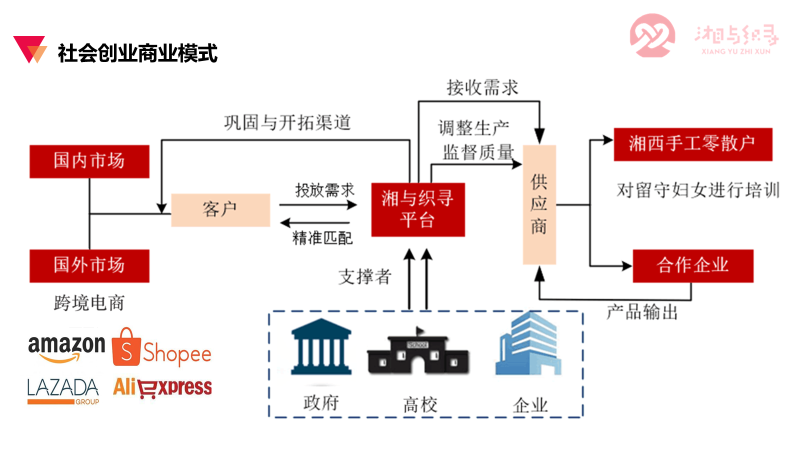 社会创业商业模式
湘与织寻
XIANG YU ZHI XUN
接收需求
巩固与开拓渠道
调整生产
监督质量
国内市场
湘西手工零散户
客户
投放需求
精准匹配
湘与织寻
平台
供应商
对留守妇女进行培训
国外市场
合作企业
跨境电商
支撑者
产品输出
amazon
Shopee
LAZADA
GROUP
AliExpress
政府
高校
企业